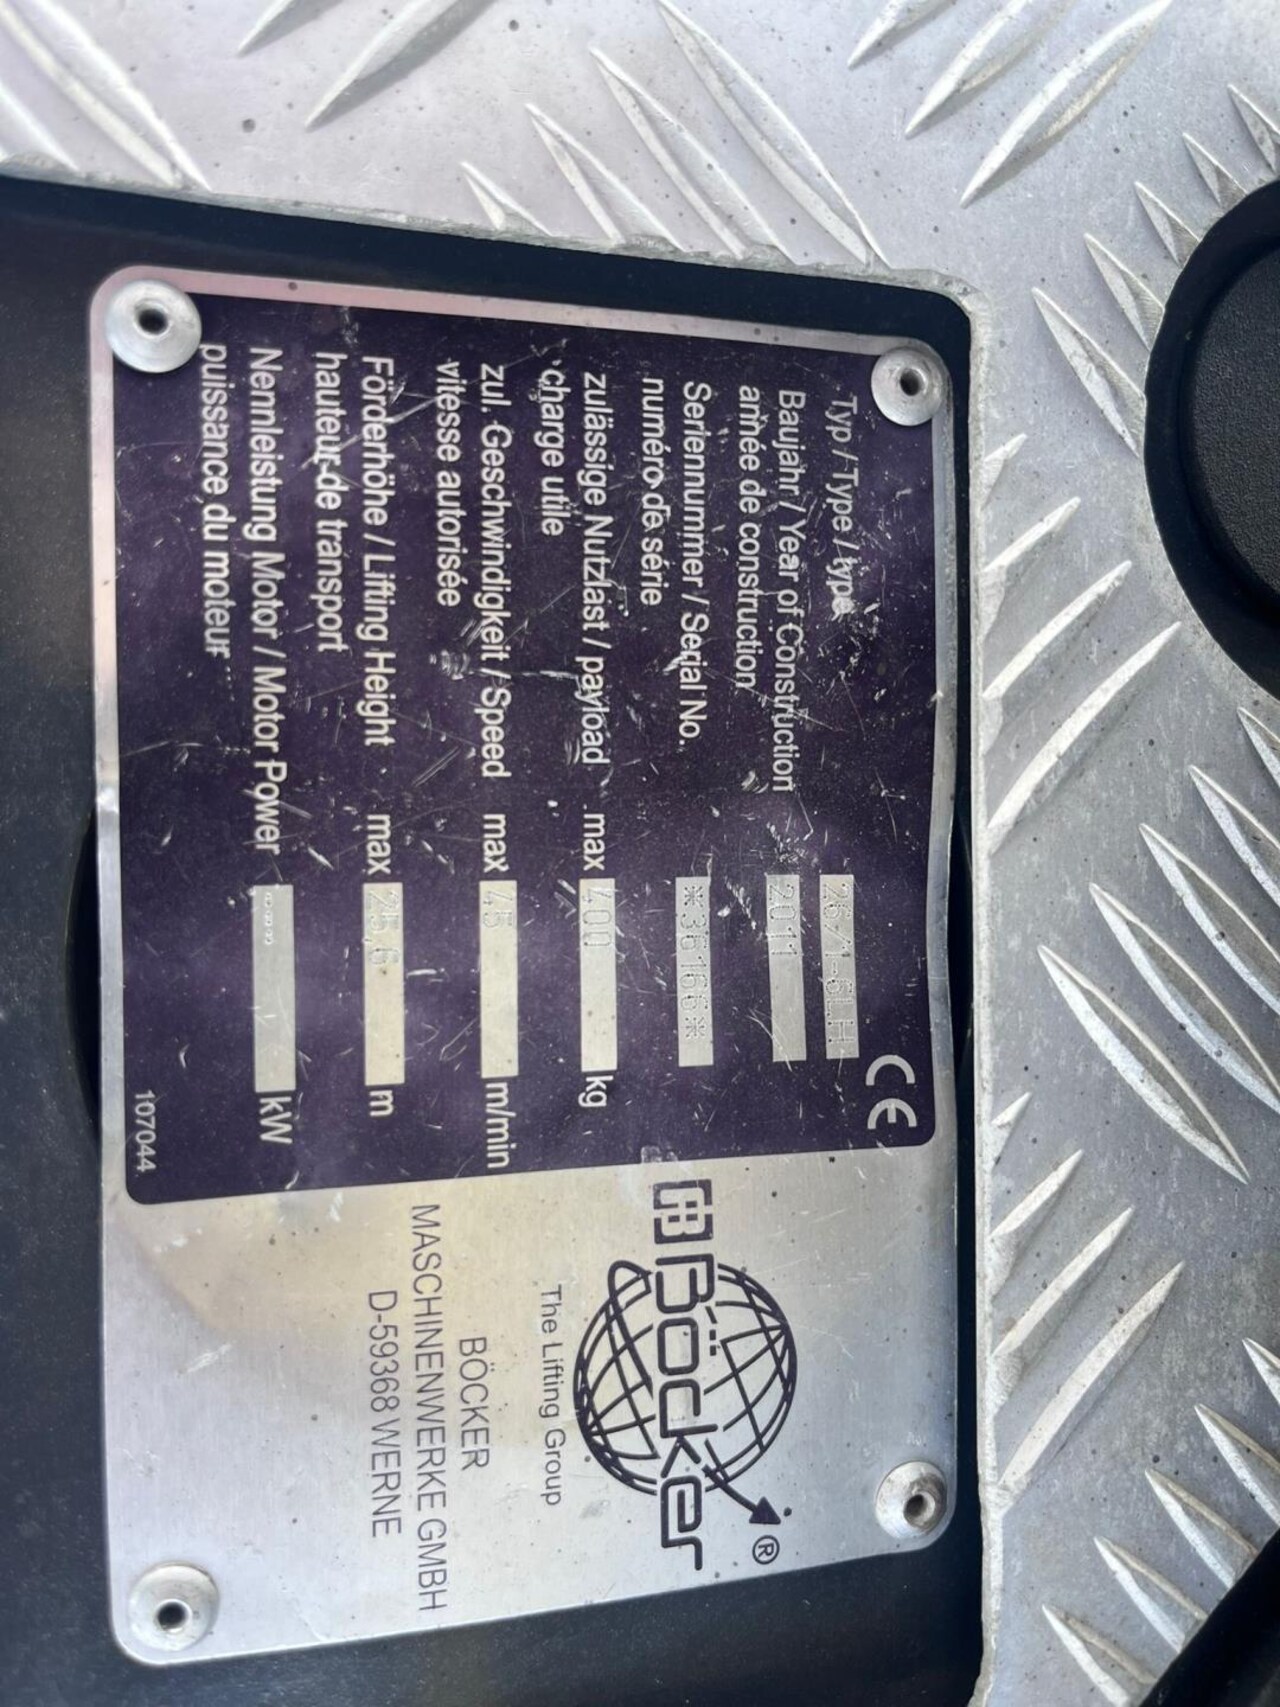 CE
Typ / Type / type 26/1-6LH
Baujahr / Year of Construction 2011
année de construction
Seriennummer / Serial No. *36166*
numéro de série
zulässige Nutzlast / payload max 400 kg
charge utile
zul. Geschwindigkeit / Speed max 45 m/min
vitesse autorisée
Förderhöhe / Lifting Height max 25,6 m
hauteur de transport
Nennleistung Motor / Motor Power --- kW
puissance du moteur
107044
Böcker®
The Lifting Group
BÖCKER
MASCHINENWERKE GMBH
D-59368 WERNE